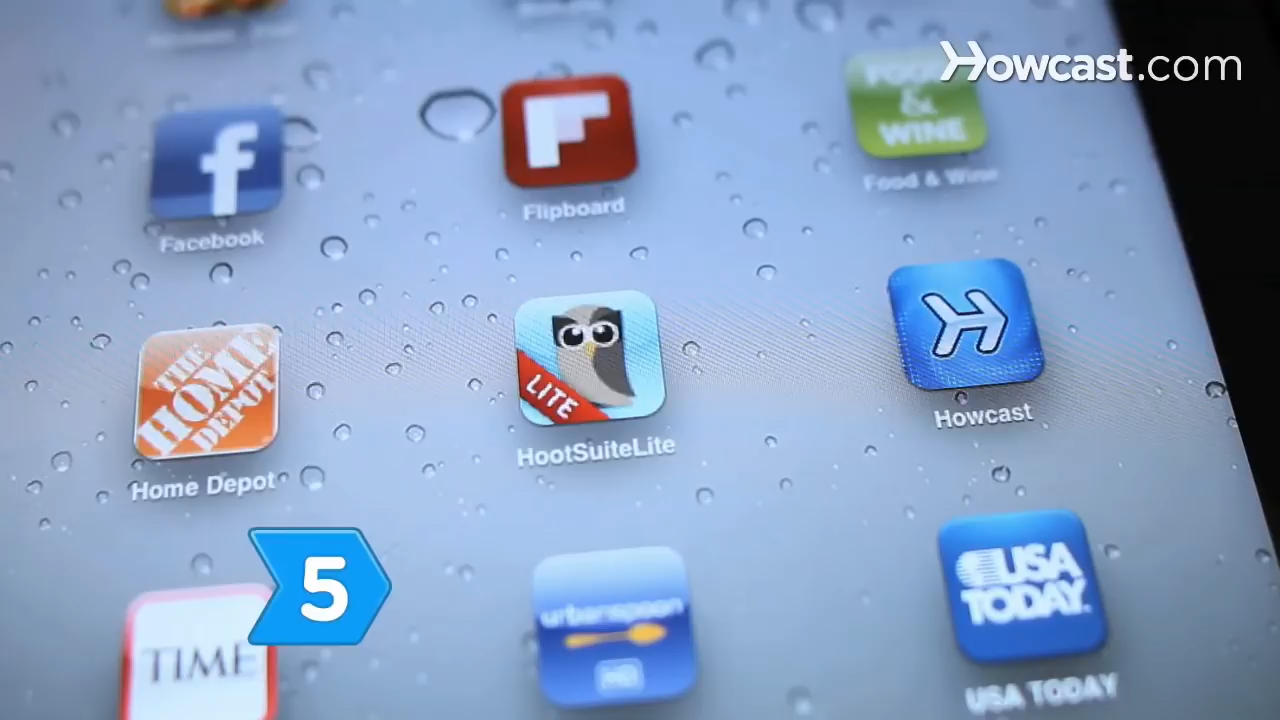 Howcast.com
f
Facebook
F
Flipboard
FOOD
&
WINE
Food & Wine
THE
HOME
DEPOT
Home Depot
LITE
HootSuiteLite
H
Howcast
5
TIME
urbanspoon
HD
USA
TODAY
USA TODAY